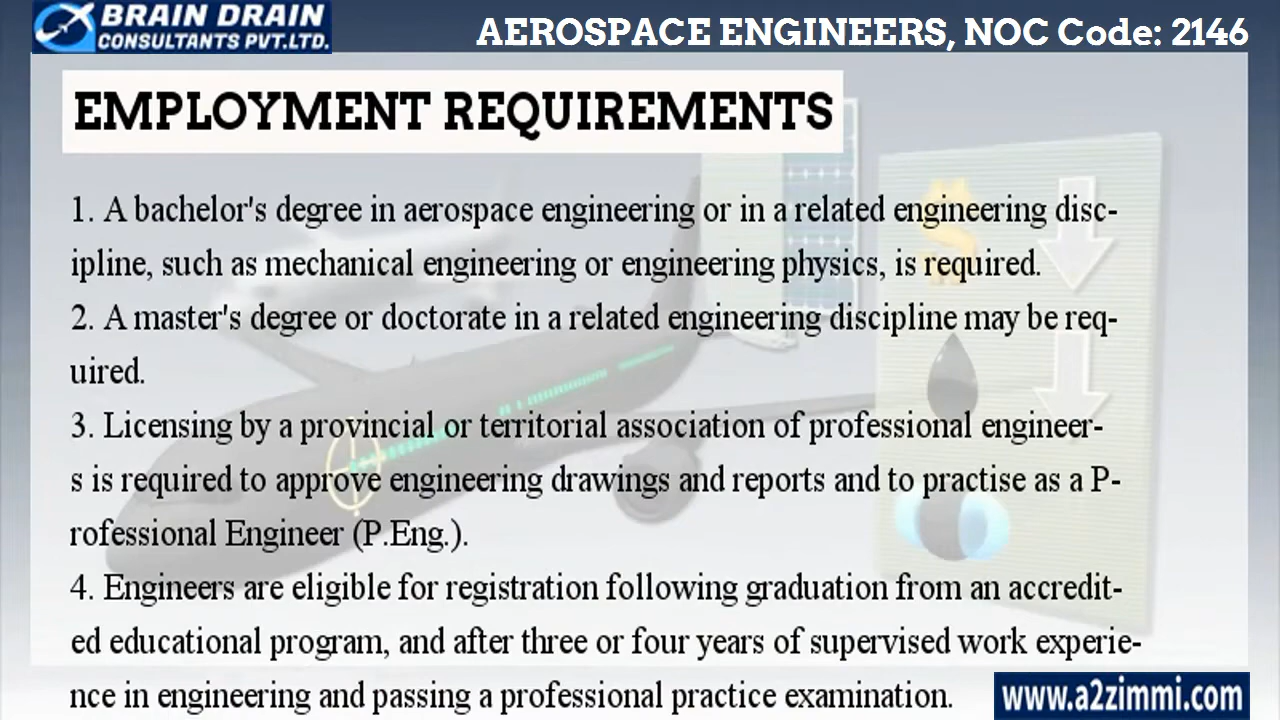 BRAIN DRAIN
CONSULTANTS PVT.LTD.
AEROSPACE ENGINEERS, NOC Code: 2146
EMPLOYMENT REQUIREMENTS
1. A bachelor's degree in aerospace engineering or in a related engineering disc-
ipline, such as mechanical engineering or engineering physics, is required.
2. A master's degree or doctorate in a related engineering discipline may be req-
uired.
3. Licensing by a provincial or territorial association of professional engineer-
s is required to approve engineering drawings and reports and to practise as a P-
rofessional Engineer (P.Eng.).
4. Engineers are eligible for registration following graduation from an accredit-
ed educational program, and after three or four years of supervised work experie-
nce in engineering and passing a professional practice examination.
www.a2zimmi.com